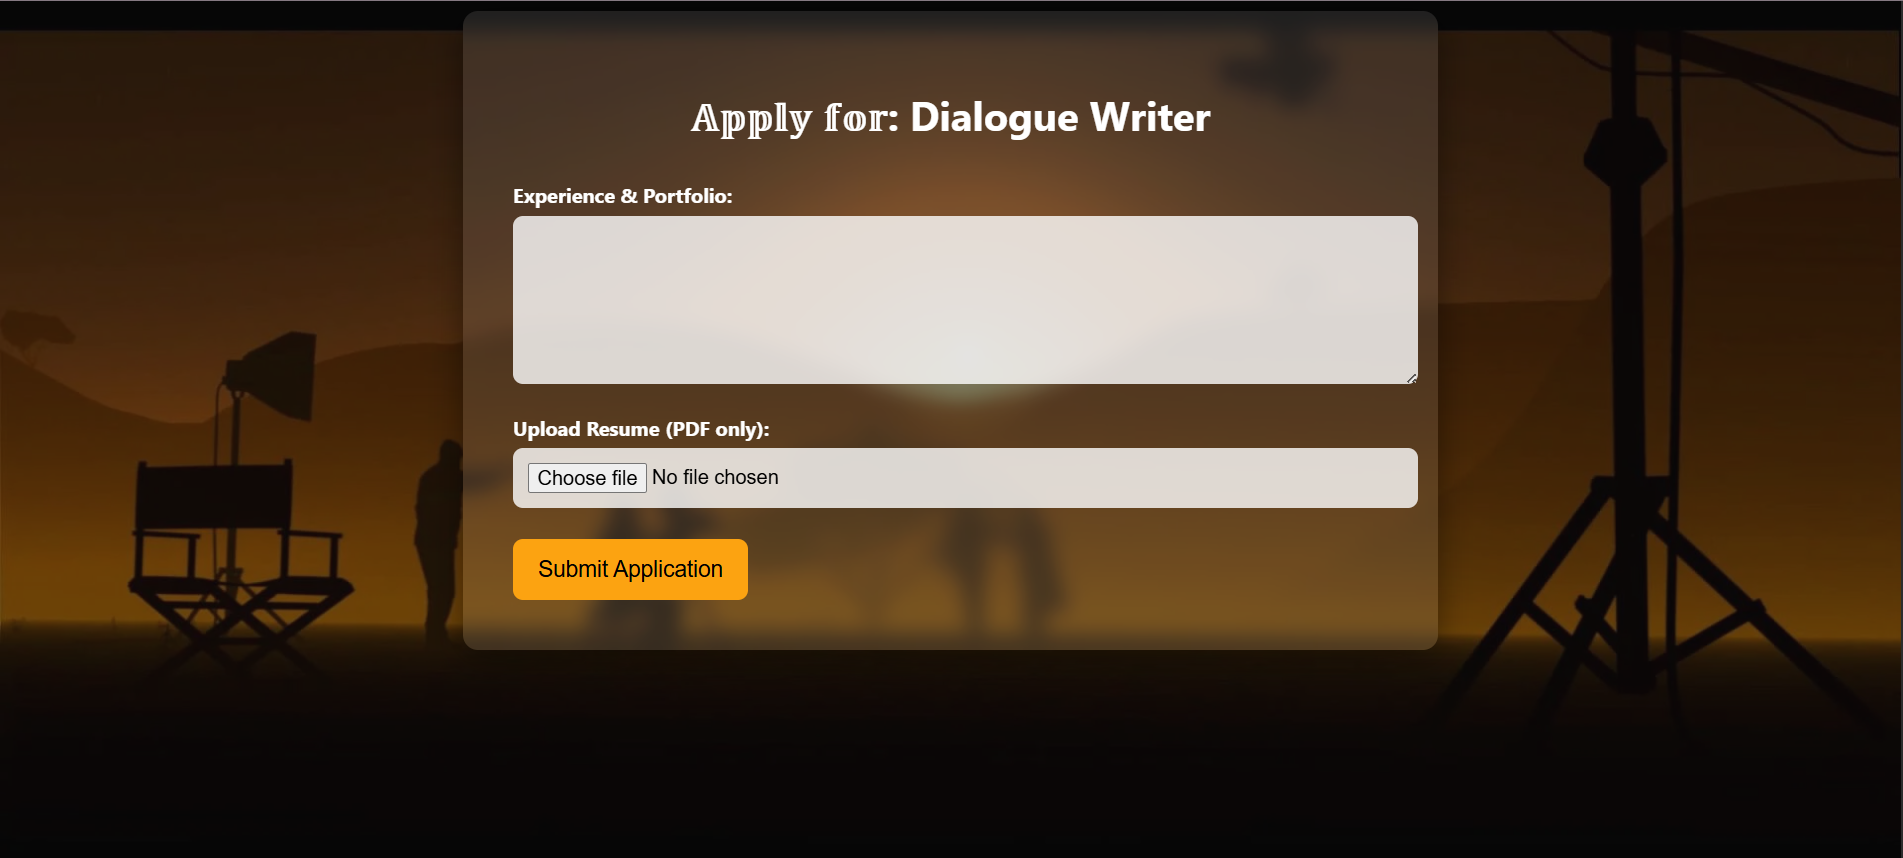 𝔸𝕡𝕡𝕝𝕪 𝕗𝕠𝕣: Dialogue Writer
Experience & Portfolio:
Upload Resume (PDF only):
Choose file No file chosen
Submit Application